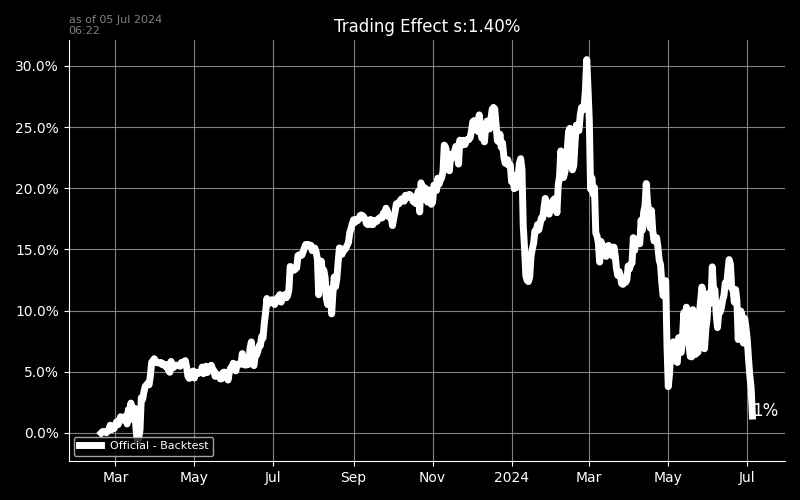 as of 05 Jul 2024
06:22
Trading Effect s:1.40%
30.0%
25.0%
20.0%
15.0%
10.0%
5.0%
0.0%
1%
Official - Backtest
Mar May Jul Sep Nov 2024 Mar May Jul